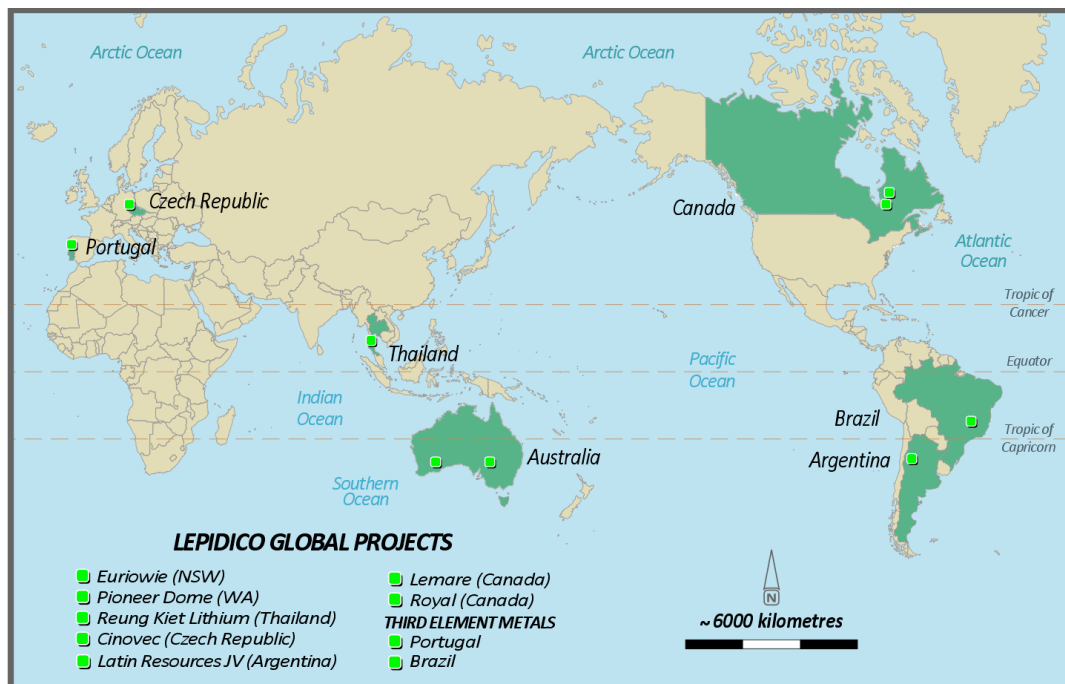 Arctic Ocean
Arctic Ocean
Czech Republic
Canada
Portugal
Atlantic
Ocean
Tropic of
Cancer
Thailand
Pacific
Ocean
Equator
Indian
Ocean
Brazil
Tropic of
Capricorn
Australia
Argentina
Southern
Ocean
LEPIDICO GLOBAL PROJECTS
Euriowie (NSW)
Pioneer Dome (WA)
Reung Kiet Lithium (Thailand)
Cinovec (Czech Republic)
Latin Resources JV (Argentina)
Lemare (Canada)
Royal (Canada)
THIRD ELEMENT METALS
Portugal
Brazil
N
~ 6000 kilometres